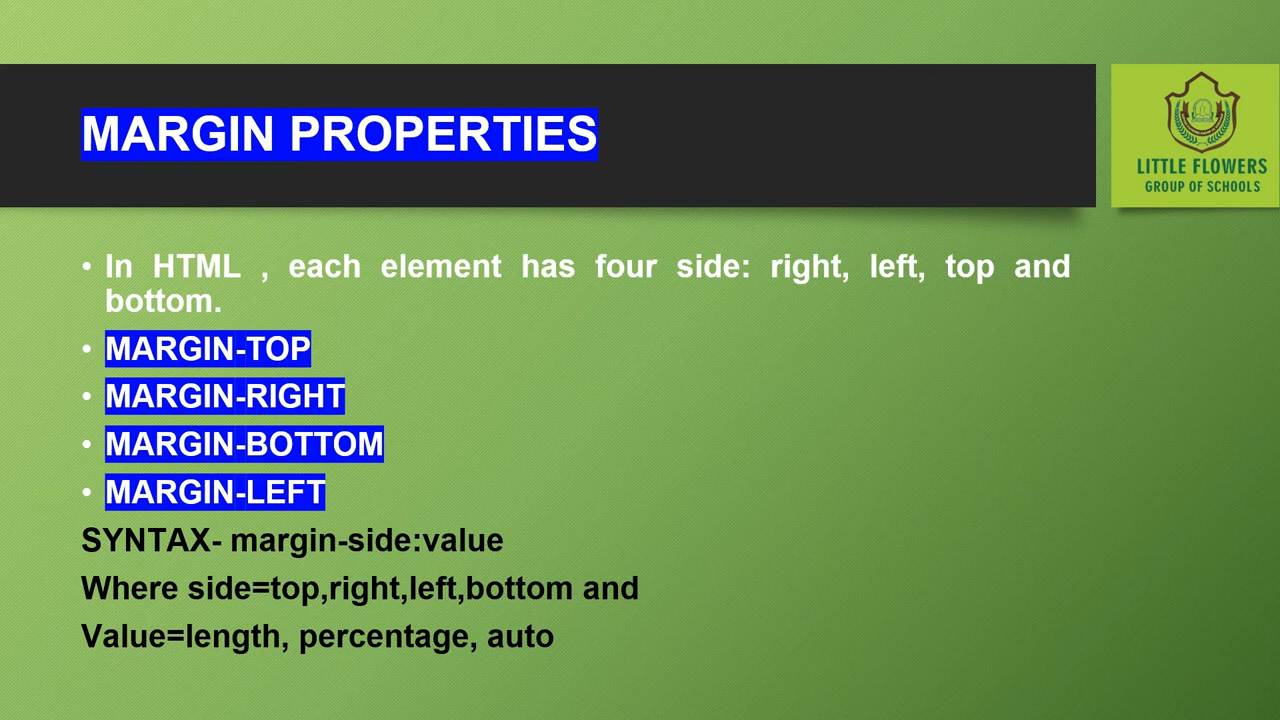 MARGIN PROPERTIES
LITTLE FLOWERS
GROUP OF SCHOOLS
• In HTML , each element has four side: right, left, top and
bottom.
• MARGIN-TOP
• MARGIN-RIGHT
• MARGIN-BOTTOM
• MARGIN-LEFT
SYNTAX- margin-side:value
Where side=top,right,left,bottom and
Value=length, percentage, auto